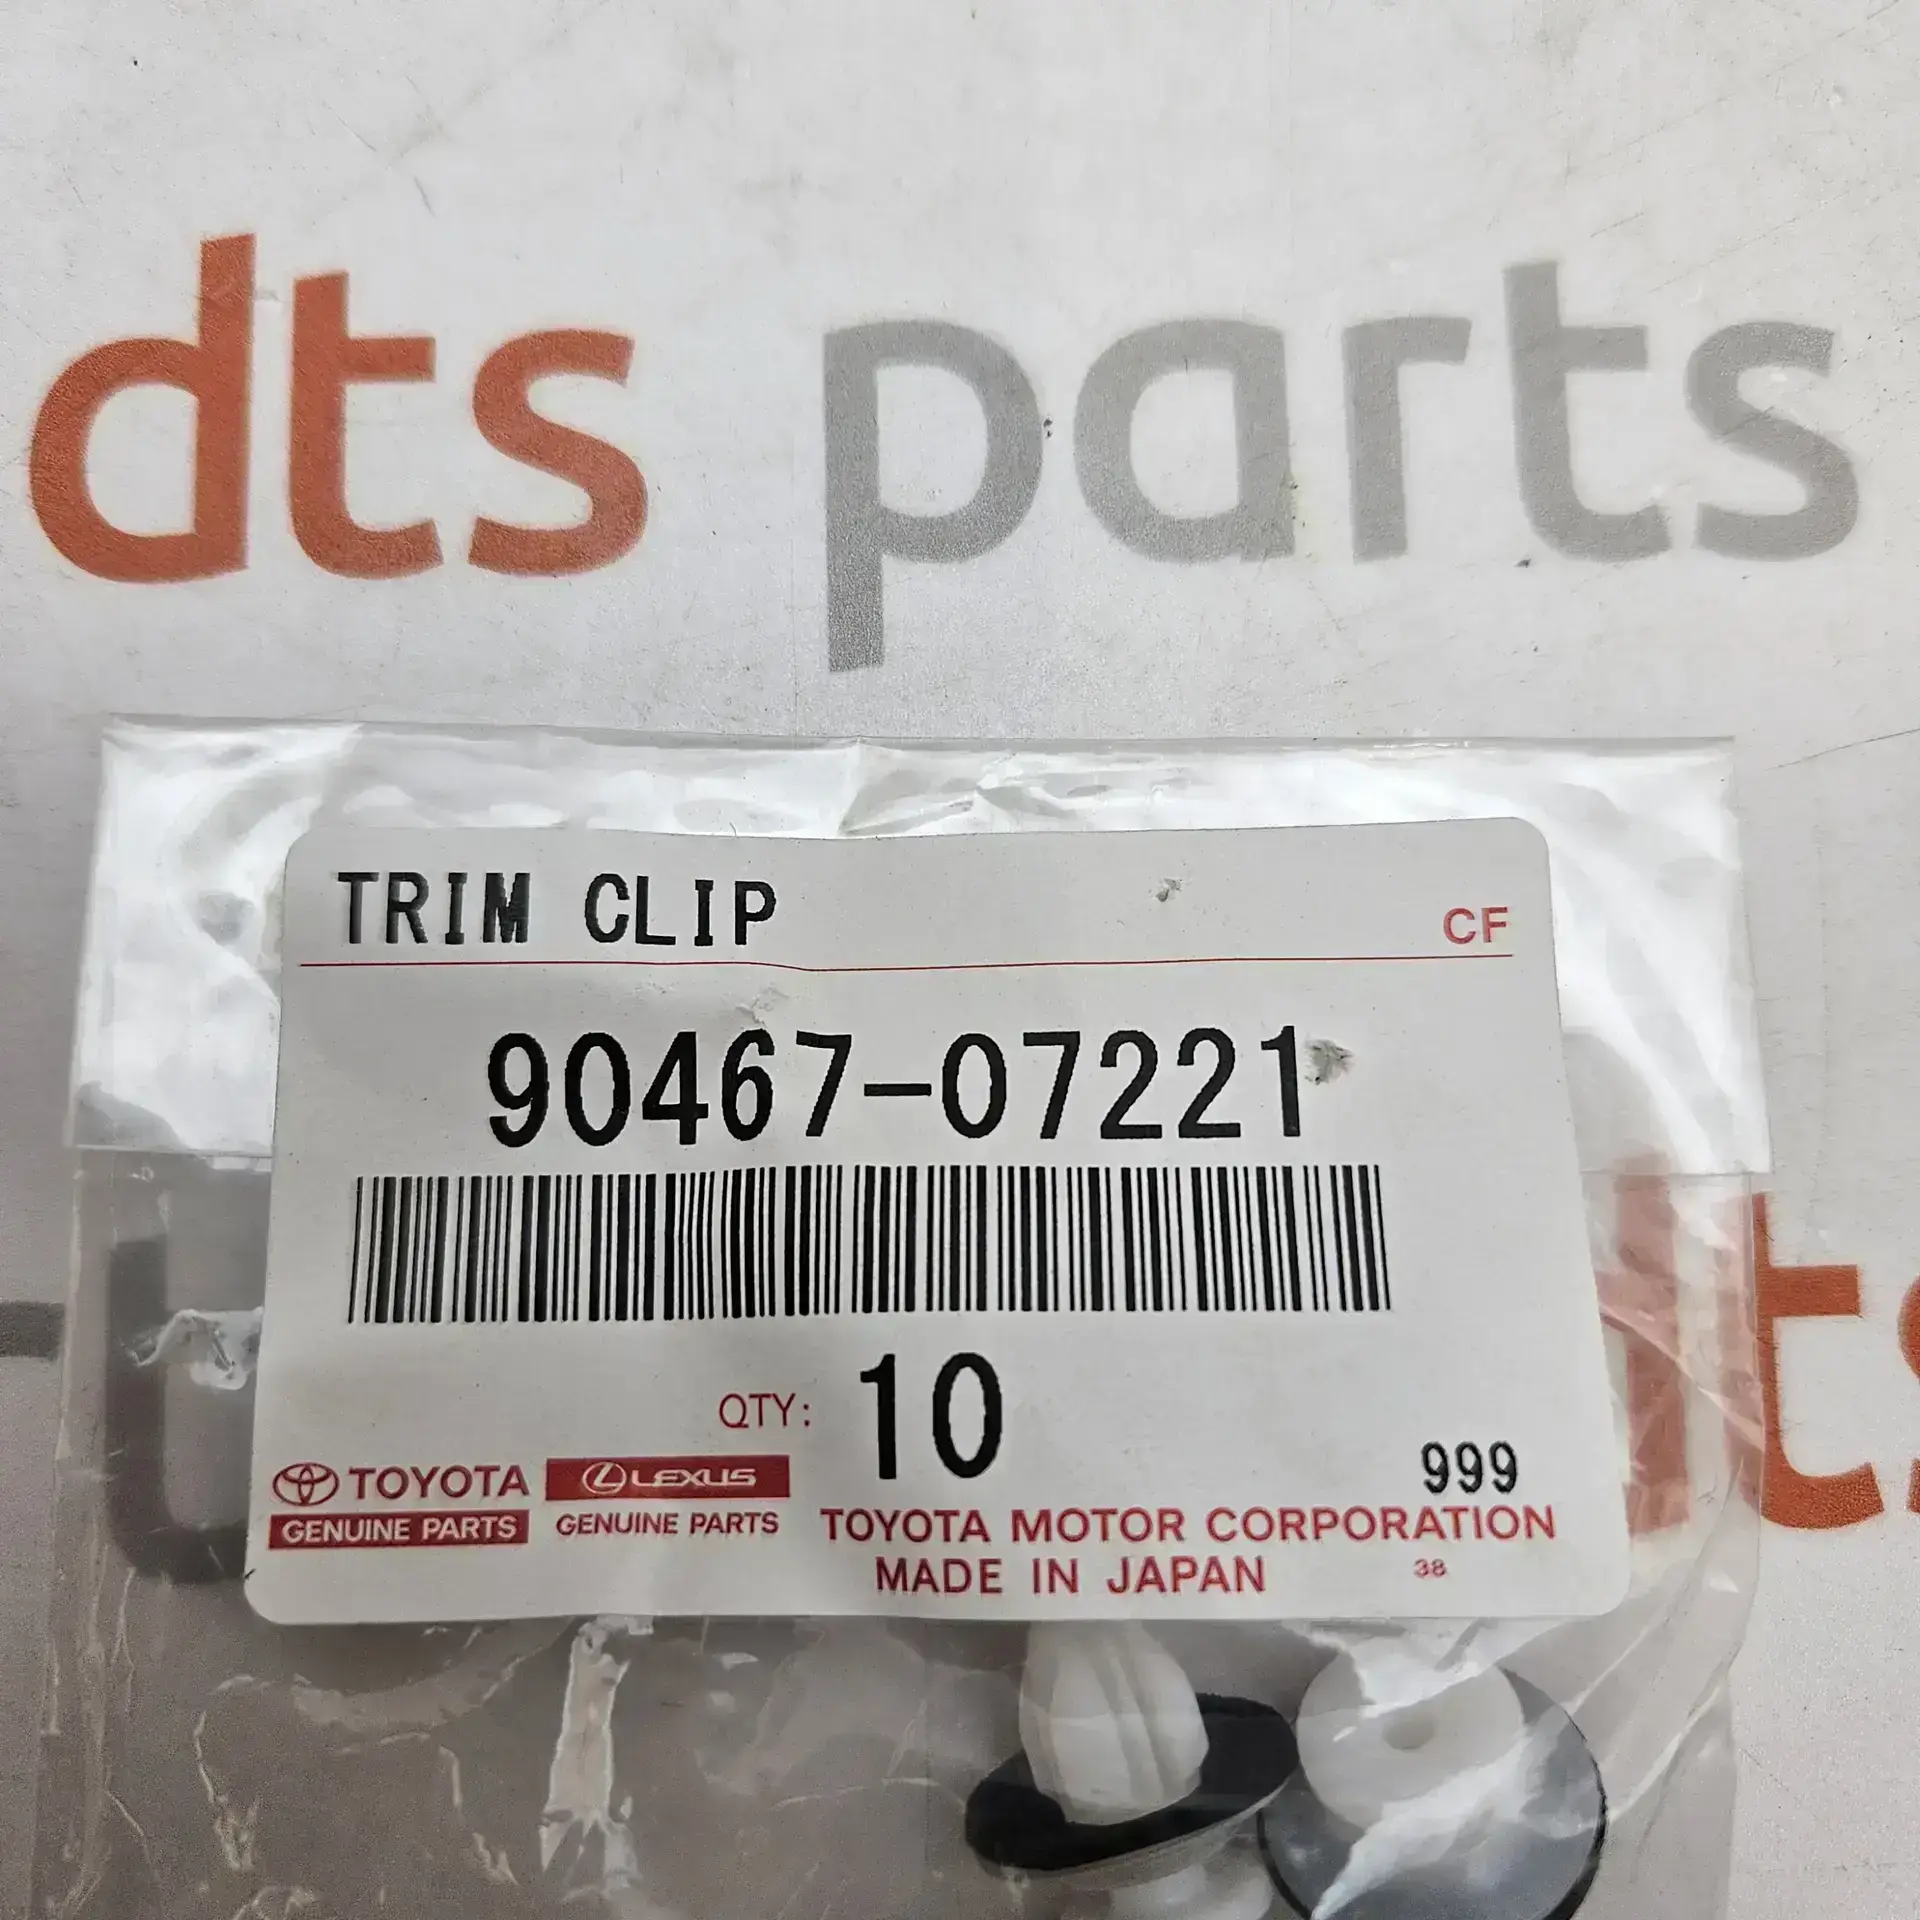 dts parts
TRIM CLIP
CF
90467-07221
QTY: 10
999
TOYOTA
GENUINE PARTS
LEXUS
GENUINE PARTS
TOYOTA MOTOR CORPORATION
MADE IN JAPAN
38
ts